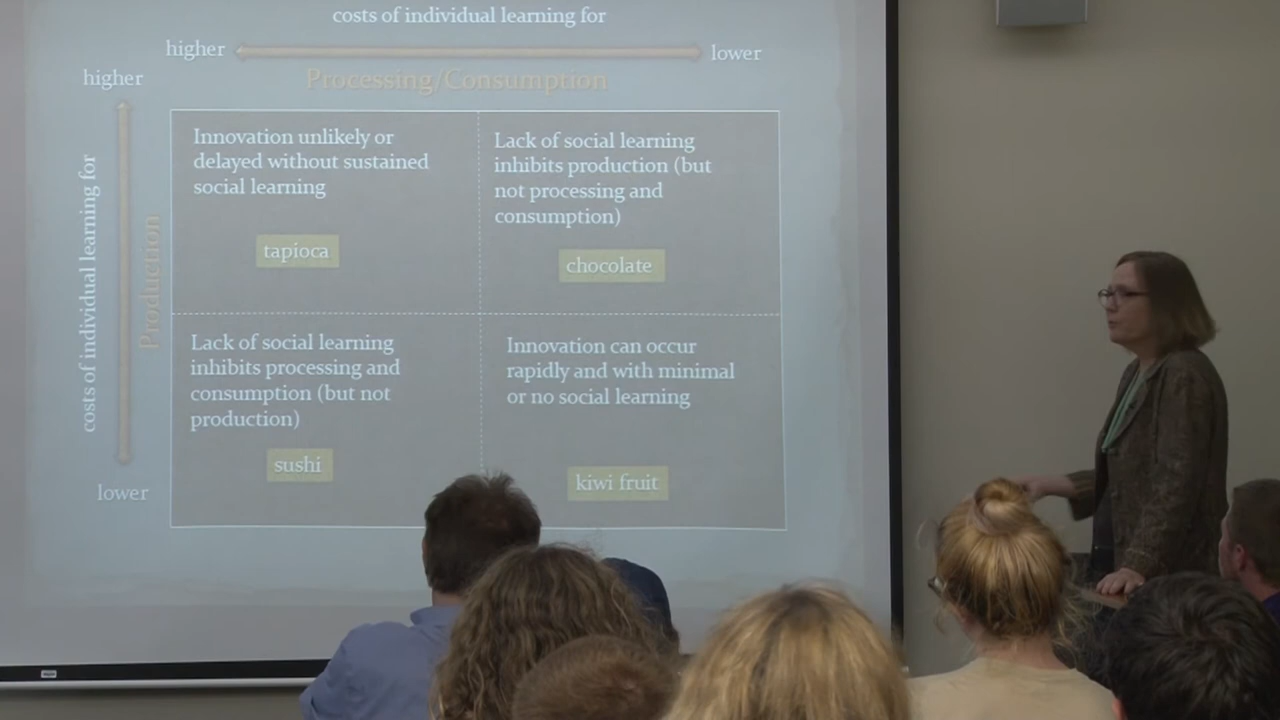 costs of individual learning for
higher
lower
Processing/Consumption
higher
costs of individual learning for
Production
lower
Innovation unlikely or
delayed without sustained
social learning
tapioca
Lack of social learning
inhibits production (but
not processing and
consumption)
chocolate
Lack of social learning
inhibits processing and
consumption (but not
production)
sushi
Innovation can occur
rapidly and with minimal
or no social learning
kiwi fruit